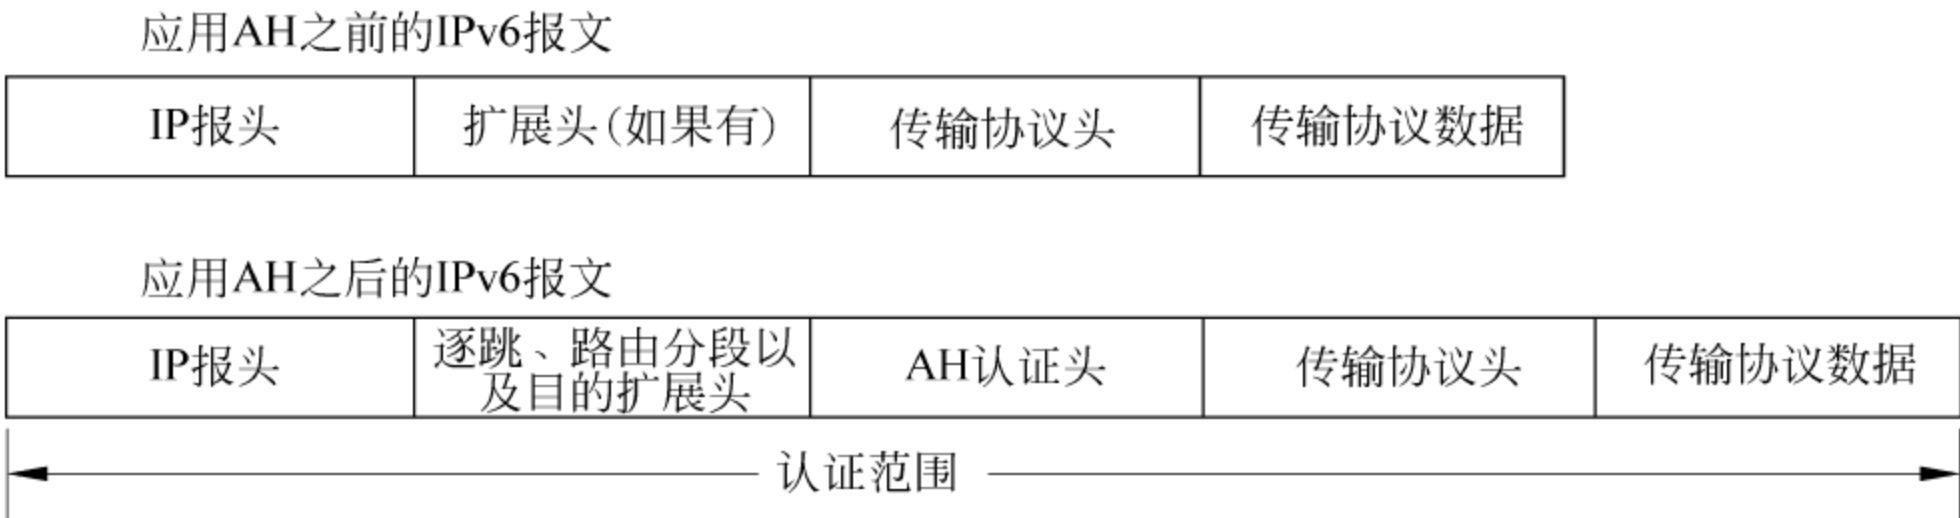 应用AH之前的IPv6报文
IP报头 扩展头(如果有) 传输协议头 传输协议数据
应用AH之后的IPv6报文
IP报头 逐跳、路由分段以及目的扩展头 AH认证头 传输协议头 传输协议数据
认证范围